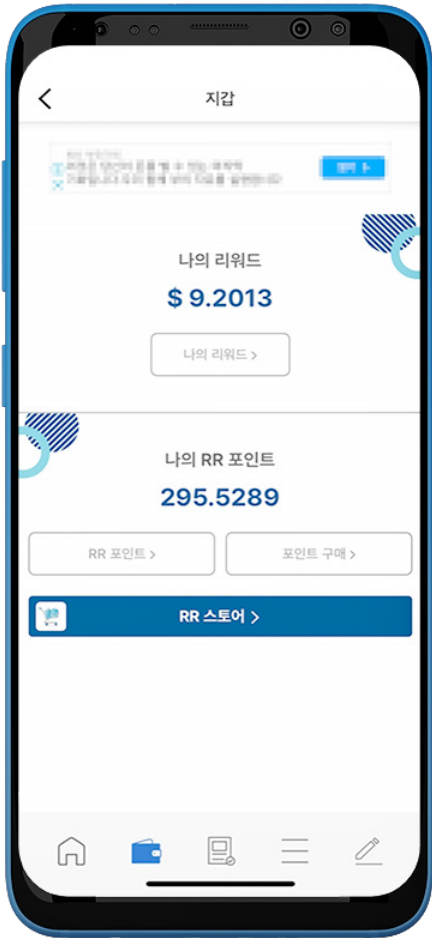 지갑
나의 리워드
$ 9.2013
나의 리워드 >
나의 RR 포인트
295.5289
RR 포인트 >
포인트 구매 >
RR 스토어 >